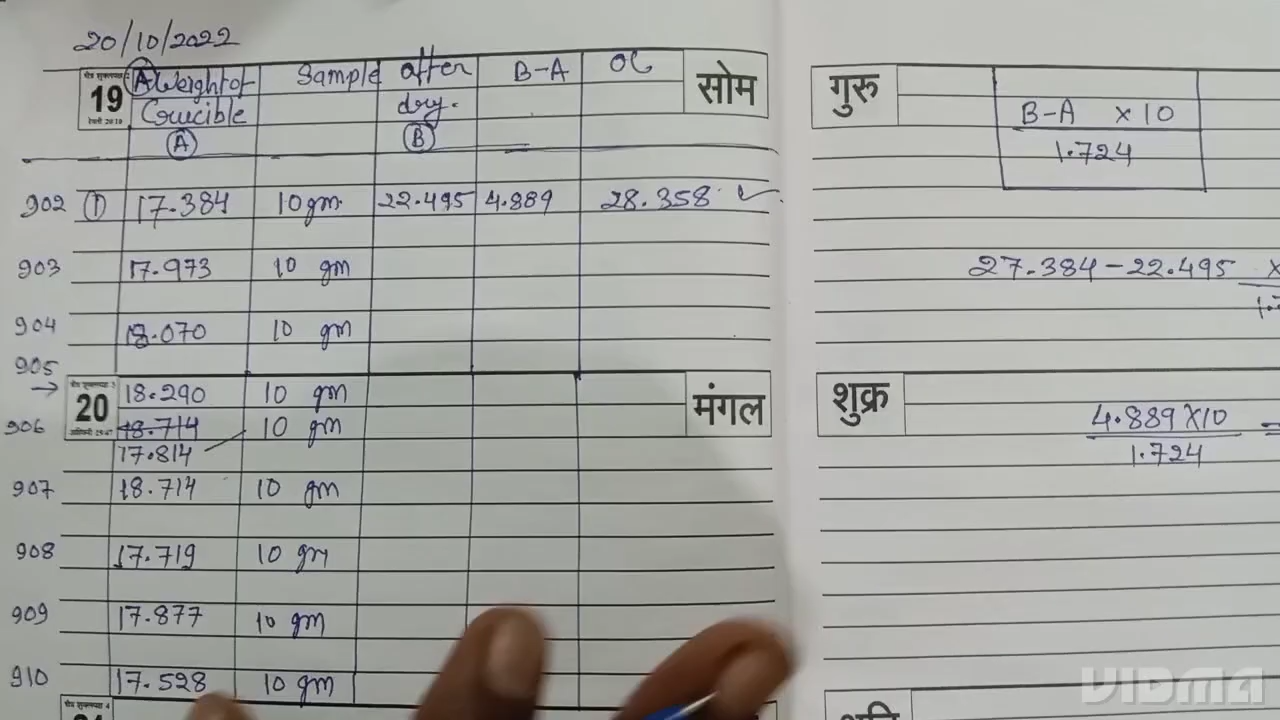 20/10/2022
19 A Weight of Sample after B-A OC सोम
Crucible dry.
A B
902 1 17.384 10 gm. 22.495 4.889 28.358 ✓
903 17.973 10 gm
904 18.070 10 gm
905
→ 20 18.290 10 gm मंगल
906 18.714 10 gm
17.814
907 18.714 10 gm
908 17.719 10 gm
909 17.877 10 gm
910 17.528 10 gm
गुरु
B-A × 10
1.724
27.384 - 22.495 ×
शुक्र
4.889 × 10 =
1.724
VIDMA